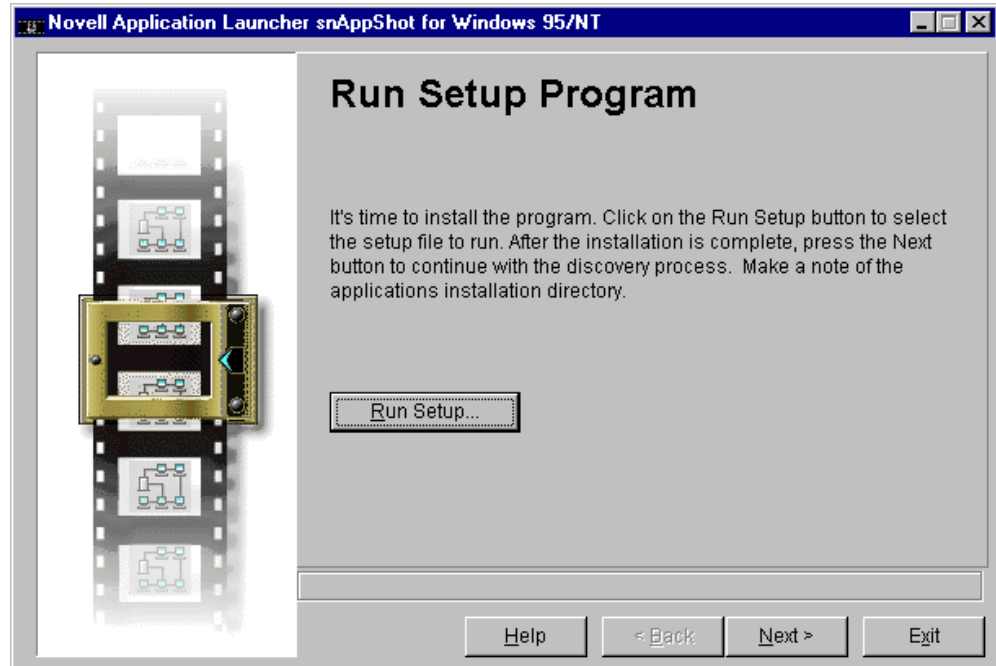 Novell Application Launcher snAppShot for Windows 95/NT
Run Setup Program
It's time to install the program. Click on the Run Setup button to select
the setup file to run. After the installation is complete, press the Next
button to continue with the discovery process.  Make a note of the
applications installation directory.
Run Setup...
Help
< Back
Next >
Exit